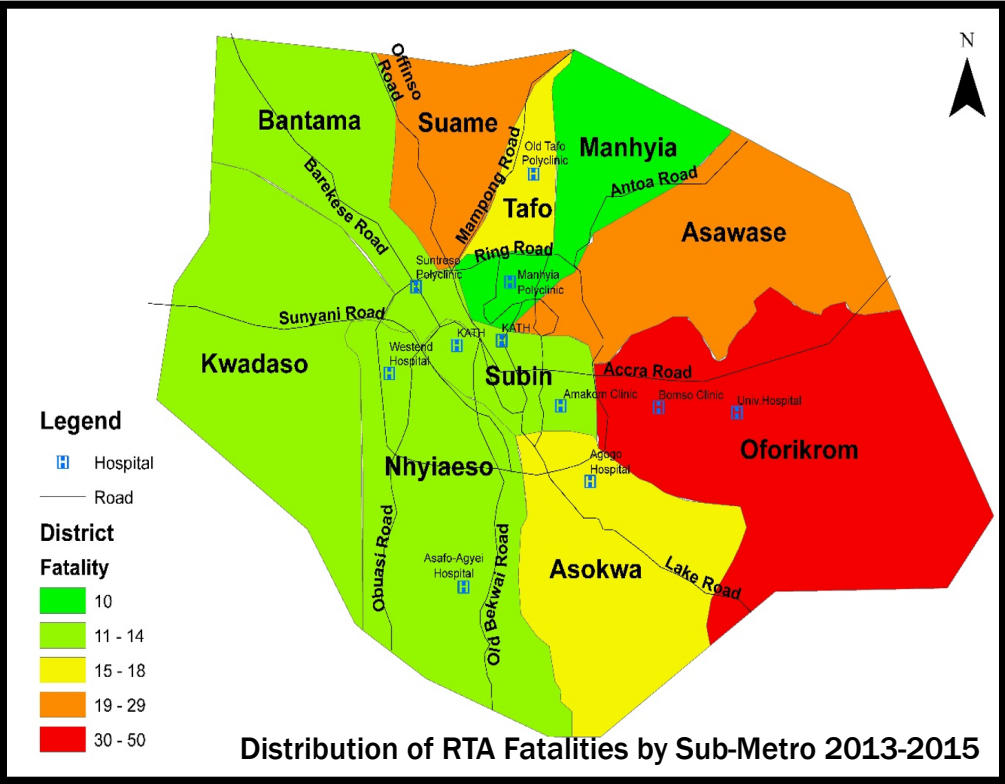 N
Offinso
Road
Bantama
Suame
Manhyia
Old Tafo
Polyclinic
Mampong Road
Antoa Road
Barekese Road
Tafo
Asawase
Ring Road
Suntreso
Polyclinic
Manhyia
Polyclinic
Sunyani Road
KATH
KATH
Westend
Hospital
Kwadaso
Subin
Accra Road
Amakom Clinic
Bomso Clinic
Univ.Hospital
Oforikrom
Nhyiaeso
Agogo
Hospital
Obuasi Road
Old Bekwai Road
Asafo-Agyei
Hospital
Asokwa
Lake Road
Legend
H Hospital
Road
District
Fatality
10
11 - 14
15 - 18
19 - 29
30 - 50
Distribution of RTA Fatalities by Sub-Metro 2013-2015